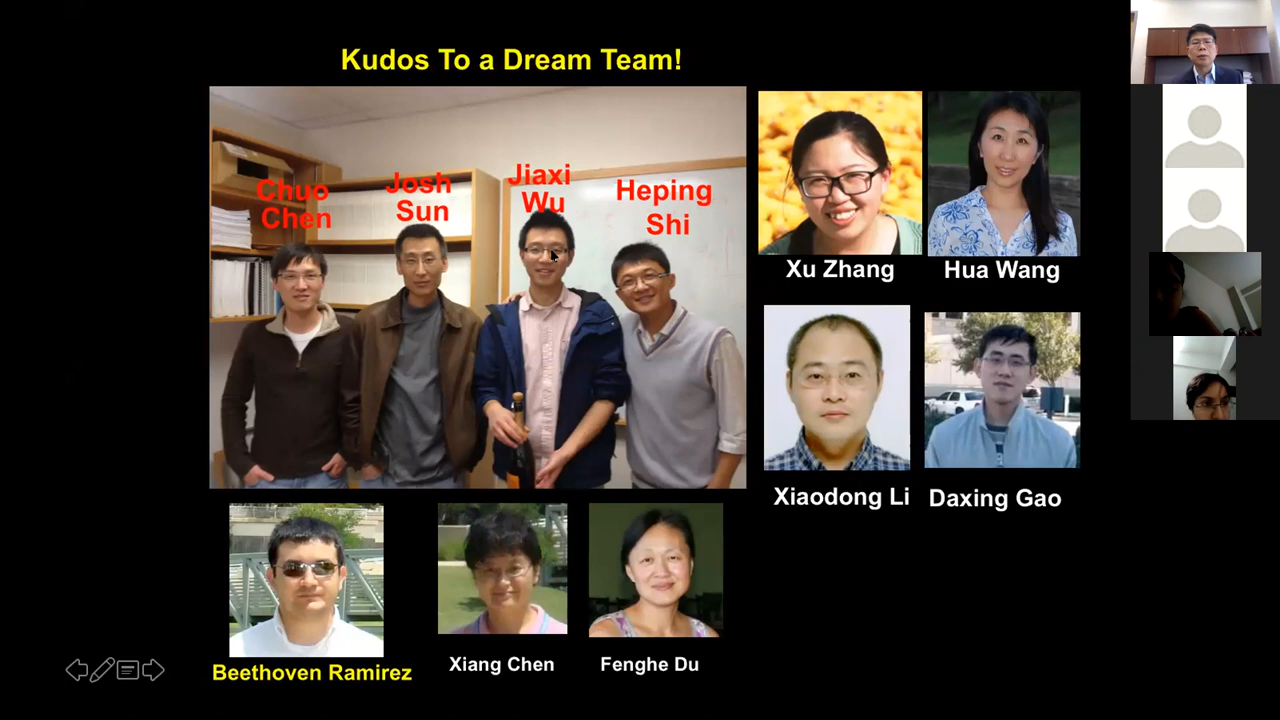 Kudos To a Dream Team!
Chuo
Chen
Josh
Sun
Jiaxi
Wu
Heping
Shi
Xu Zhang
Hua Wang
Xiaodong Li
Daxing Gao
Beethoven Ramirez
Xiang Chen
Fenghe Du